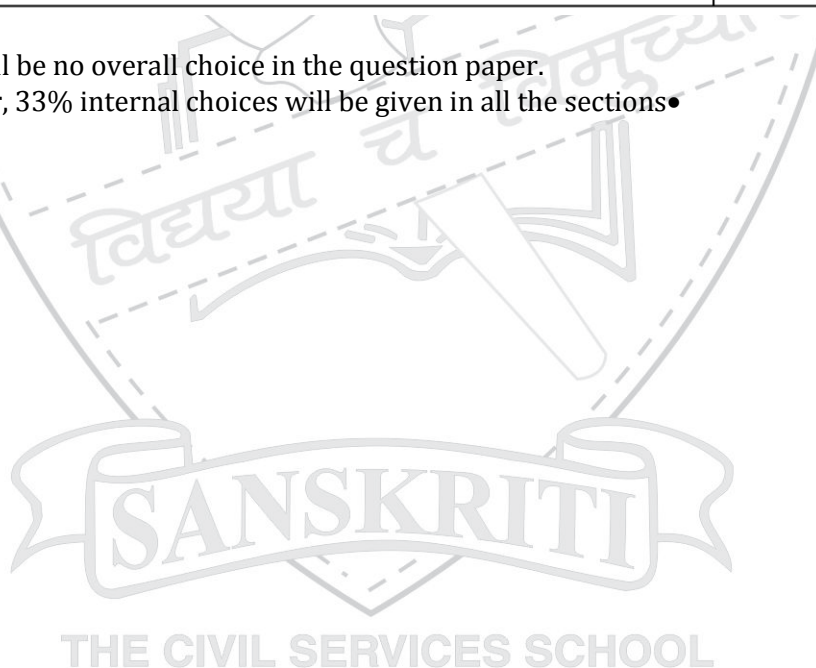 l be no overall choice in the question paper.
, 33% internal choices will be given in all the sections•
विद्यया च विमुच्या
SANSKRITI
THE CIVIL SERVICES SCHOOL